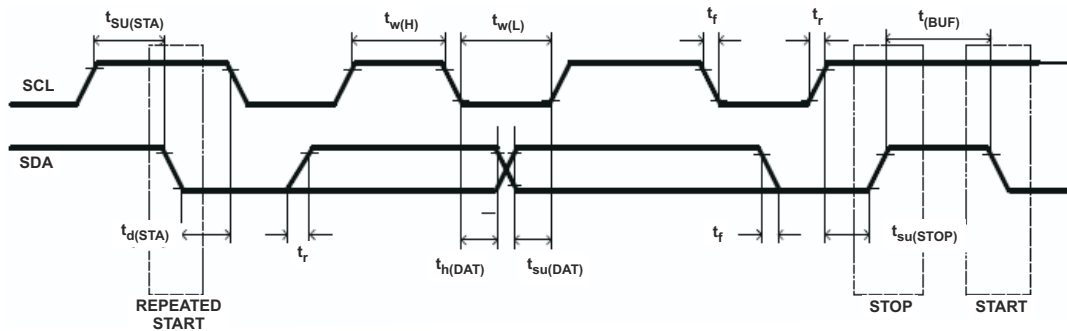 tSU(STA)
tw(H)
tw(L)
tf
tr
t(BUF)
SCL
SDA
td(STA)
tr
th(DAT)
tsu(DAT)
tf
tsu(STOP)
REPEATED
START
STOP
START